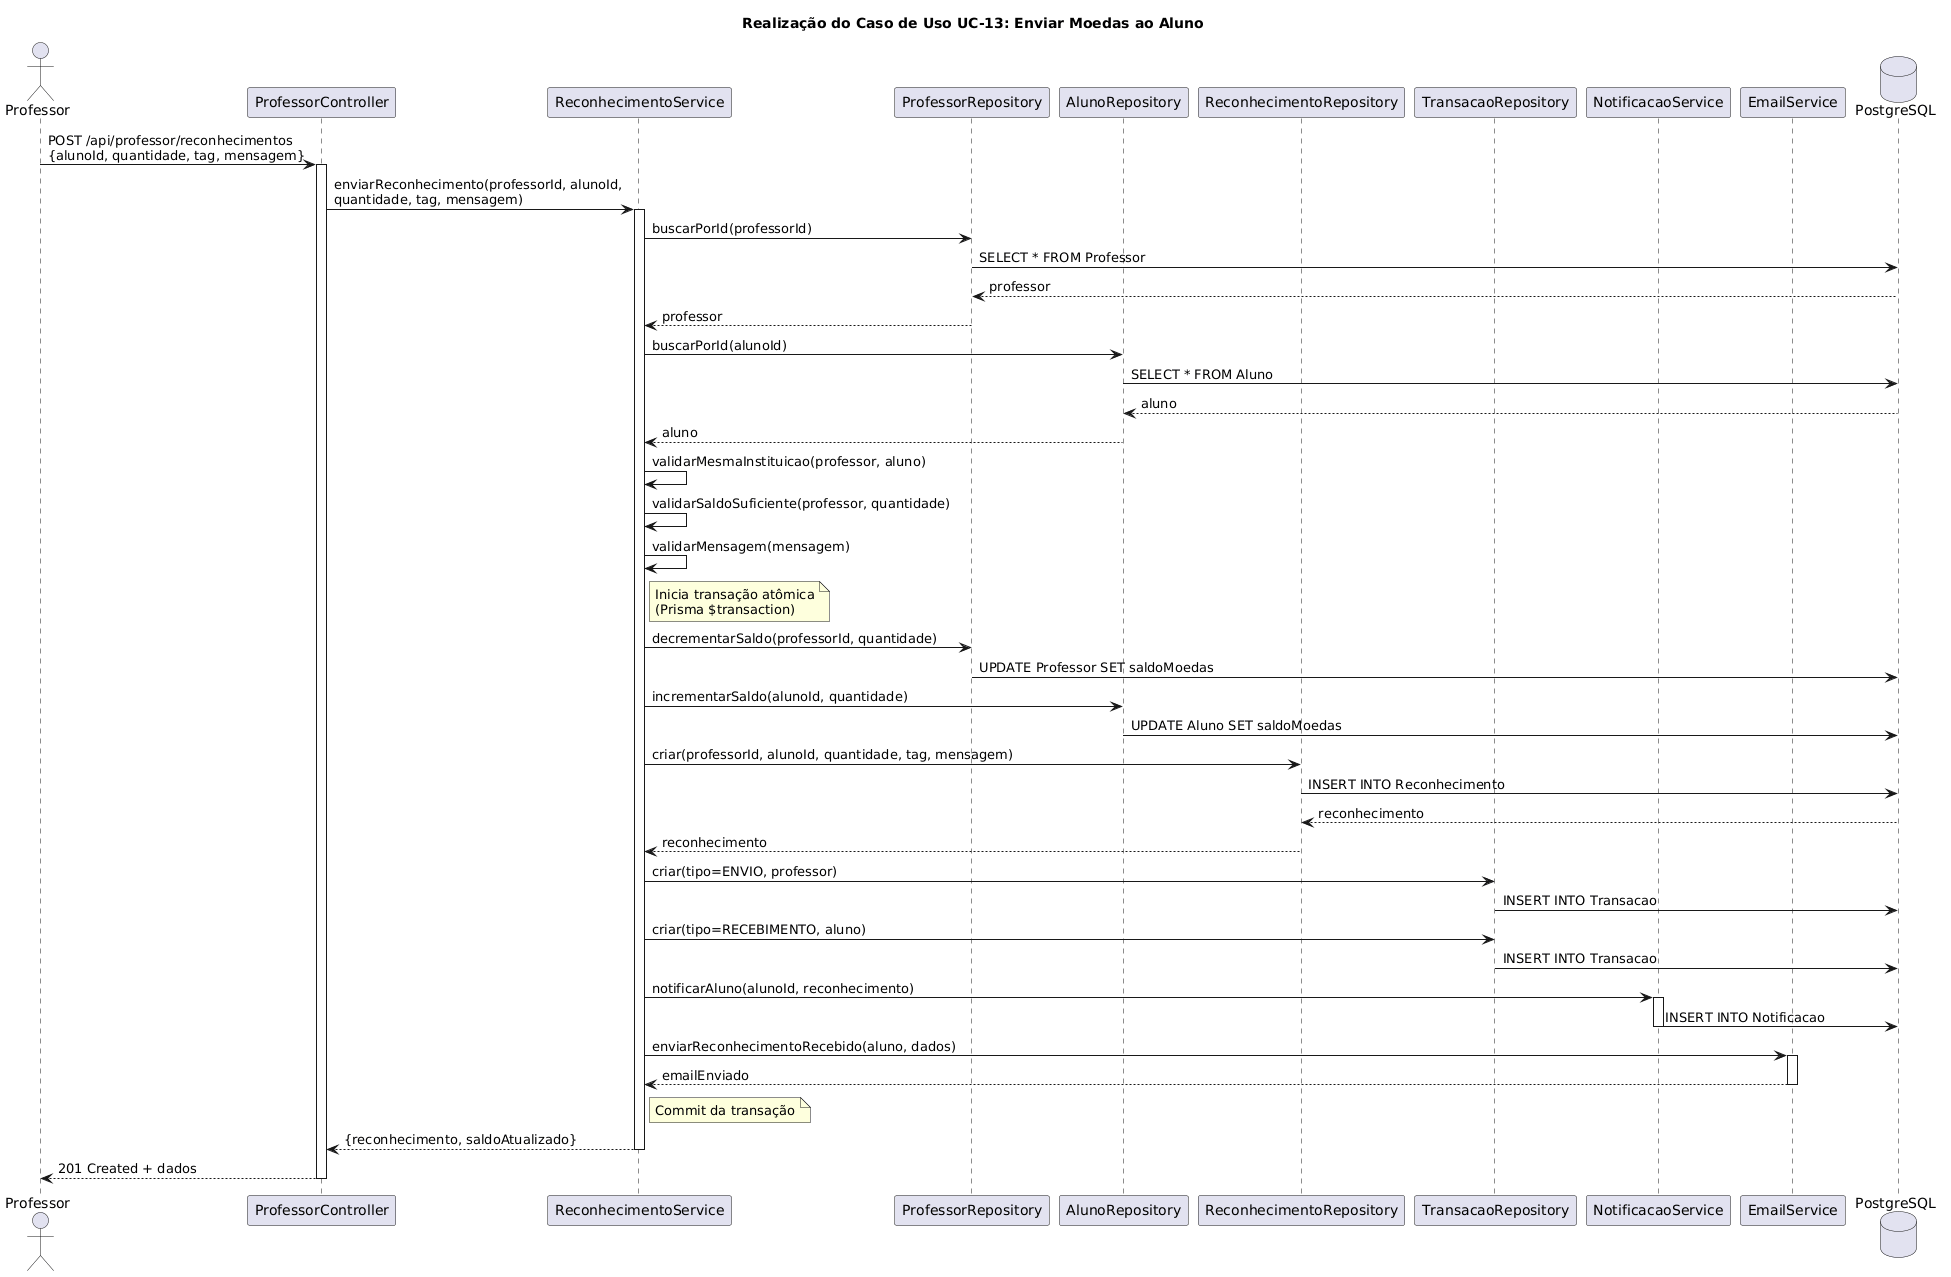 Realização do Caso de Uso UC-13: Enviar Moedas ao Aluno
Professor
ProfessorController
ReconhecimentoService
ProfessorRepository
AlunoRepository
ReconhecimentoRepository
TransacaoRepository
NotificacaoService
EmailService
PostgreSQL
POST /api/professor/reconhecimentos
{alunoId, quantidade, tag, mensagem}
enviarReconhecimento(professorId, alunoId,
quantidade, tag, mensagem)
buscarPorId(professorId)
SELECT * FROM Professor
professor
professor
buscarPorId(alunoId)
SELECT * FROM Aluno
aluno
aluno
validarMesmaInstituicao(professor, aluno)
validarSaldoSuficiente(professor, quantidade)
validarMensagem(mensagem)
Inicia transação atômica
(Prisma $transaction)
decrementarSaldo(professorId, quantidade)
UPDATE Professor SET saldoMoedas
incrementarSaldo(alunoId, quantidade)
UPDATE Aluno SET saldoMoedas
criar(professorId, alunoId, quantidade, tag, mensagem)
INSERT INTO Reconhecimento
reconhecimento
reconhecimento
criar(tipo=ENVIO, professor)
INSERT INTO Transacao
criar(tipo=RECEBIMENTO, aluno)
INSERT INTO Transacao
notificarAluno(alunoId, reconhecimento)
INSERT INTO Notificacao
enviarReconhecimentoRecebido(aluno, dados)
emailEnviado
Commit da transação
{reconhecimento, saldoAtualizado}
201 Created + dados
Professor
ProfessorController
ReconhecimentoService
ProfessorRepository
AlunoRepository
ReconhecimentoRepository
TransacaoRepository
NotificacaoService
EmailService
PostgreSQL